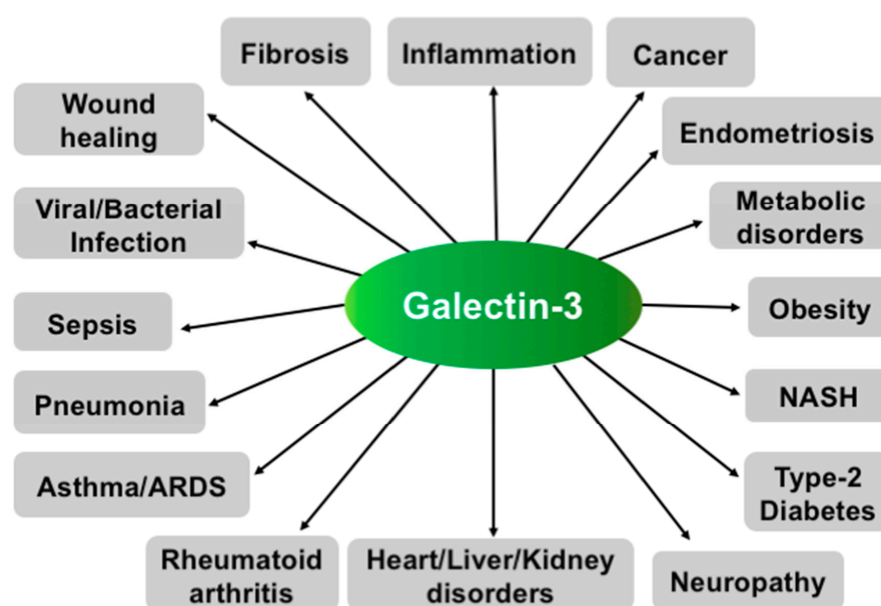 Fibrosis
Inflammation
Cancer
Wound
healing
Endometriosis
Viral/Bacterial
Infection
Metabolic
disorders
Galectin-3
Sepsis
Obesity
Pneumonia
NASH
Asthma/ARDS
Type-2
Diabetes
Rheumatoid
arthritis
Heart/Liver/Kidney
disorders
Neuropathy